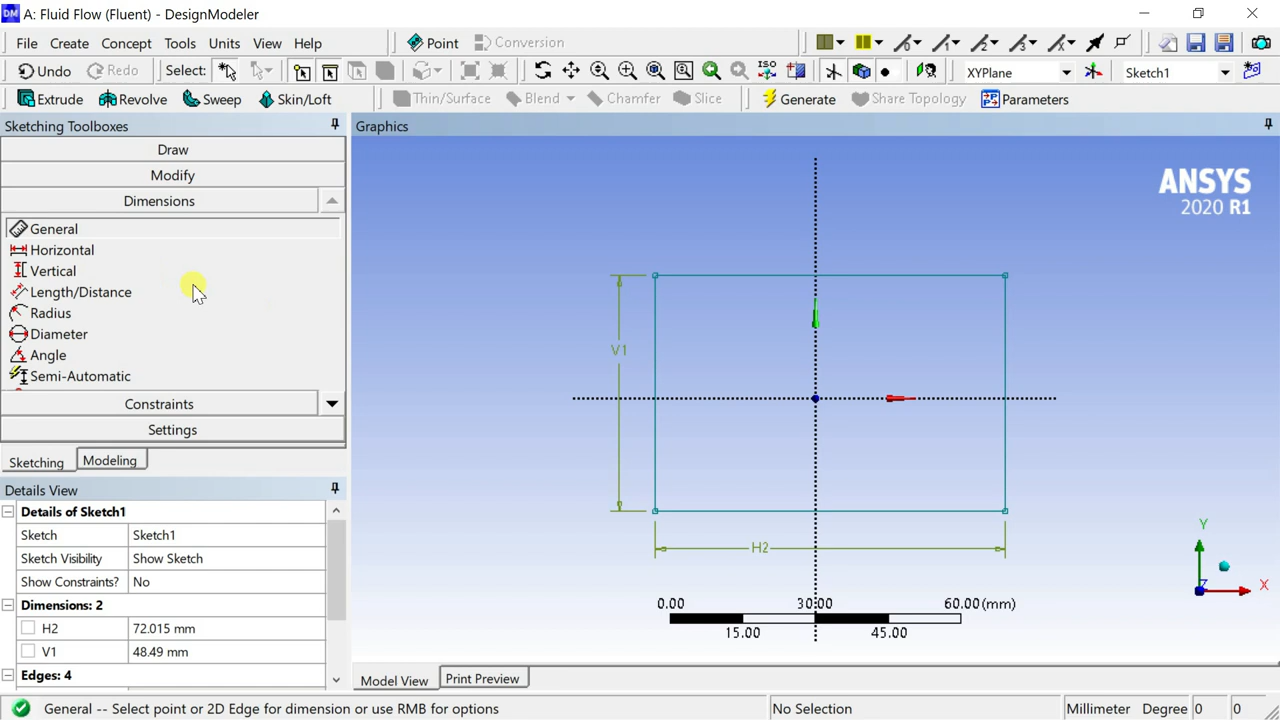 A: Fluid Flow (Fluent) - DesignModeler
File Create Concept Tools Units View Help Point Conversion
Undo Redo Select: ISO XYPlane Sketch1
Extrude Revolve Sweep Skin/Loft Thin/Surface Blend Chamfer Slice Generate Share Topology Parameters
Sketching Toolboxes
Graphics
Draw
Modify
Dimensions
General
Horizontal
Vertical
Length/Distance
Radius
Diameter
Angle
Semi-Automatic
Constraints
Settings
Sketching Modeling
Details View
Details of Sketch1
Sketch Sketch1
Sketch Visibility Show Sketch
Show Constraints? No
Dimensions: 2
H2 72.015 mm
V1 48.49 mm
Edges: 4
ANSYS
2020 R1
V1
H2
0.00 30.00 60.00 (mm)
15.00 45.00
Y
Z
X
Model View Print Preview
General -- Select point or 2D Edge for dimension or use RMB for options No Selection Millimeter Degree 0 0